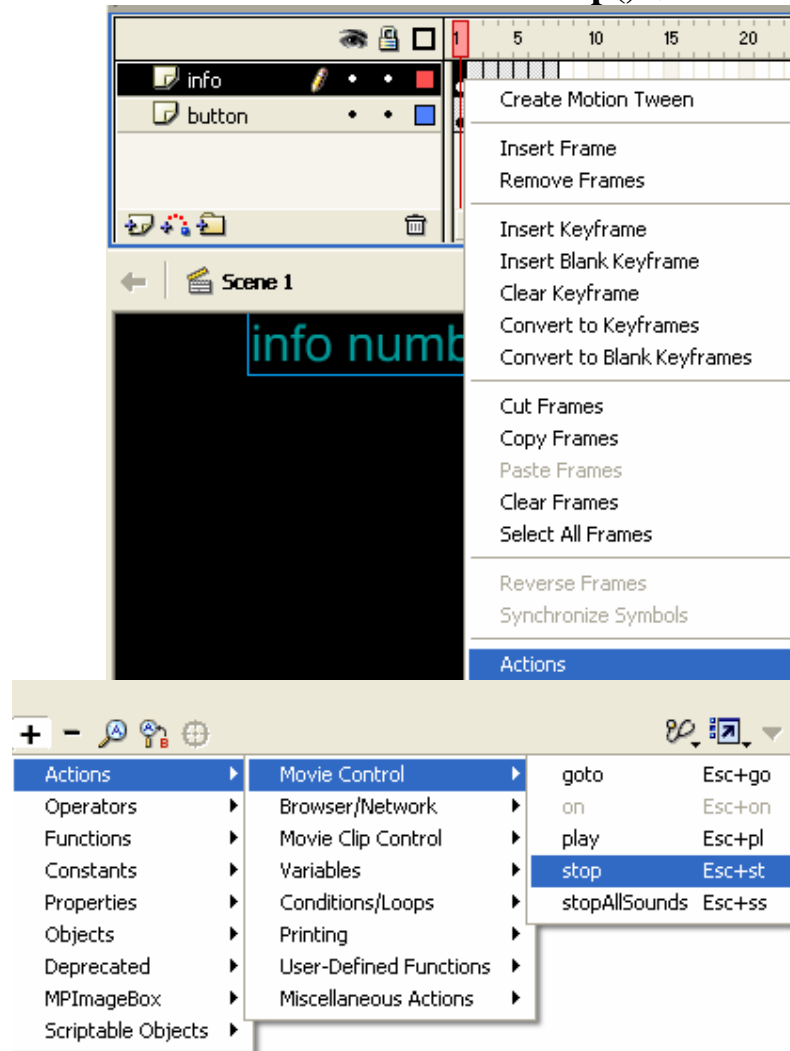 p()
1 5 10 15 20
info
button
Create Motion Tween
Insert Frame
Remove Frames
Insert Keyframe
Insert Blank Keyframe
Clear Keyframe
Convert to Keyframes
Convert to Blank Keyframes
Cut Frames
Copy Frames
Paste Frames
Clear Frames
Select All Frames
Reverse Frames
Synchronize Symbols
Actions
Scene 1
info numb
Actions
Operators
Functions
Constants
Properties
Objects
Deprecated
MPImageBox
Scriptable Objects
Movie Control
Browser/Network
Movie Clip Control
Variables
Conditions/Loops
Printing
User-Defined Functions
Miscellaneous Actions
goto Esc+go
on Esc+on
play Esc+pl
stop Esc+st
stopAllSounds Esc+ss